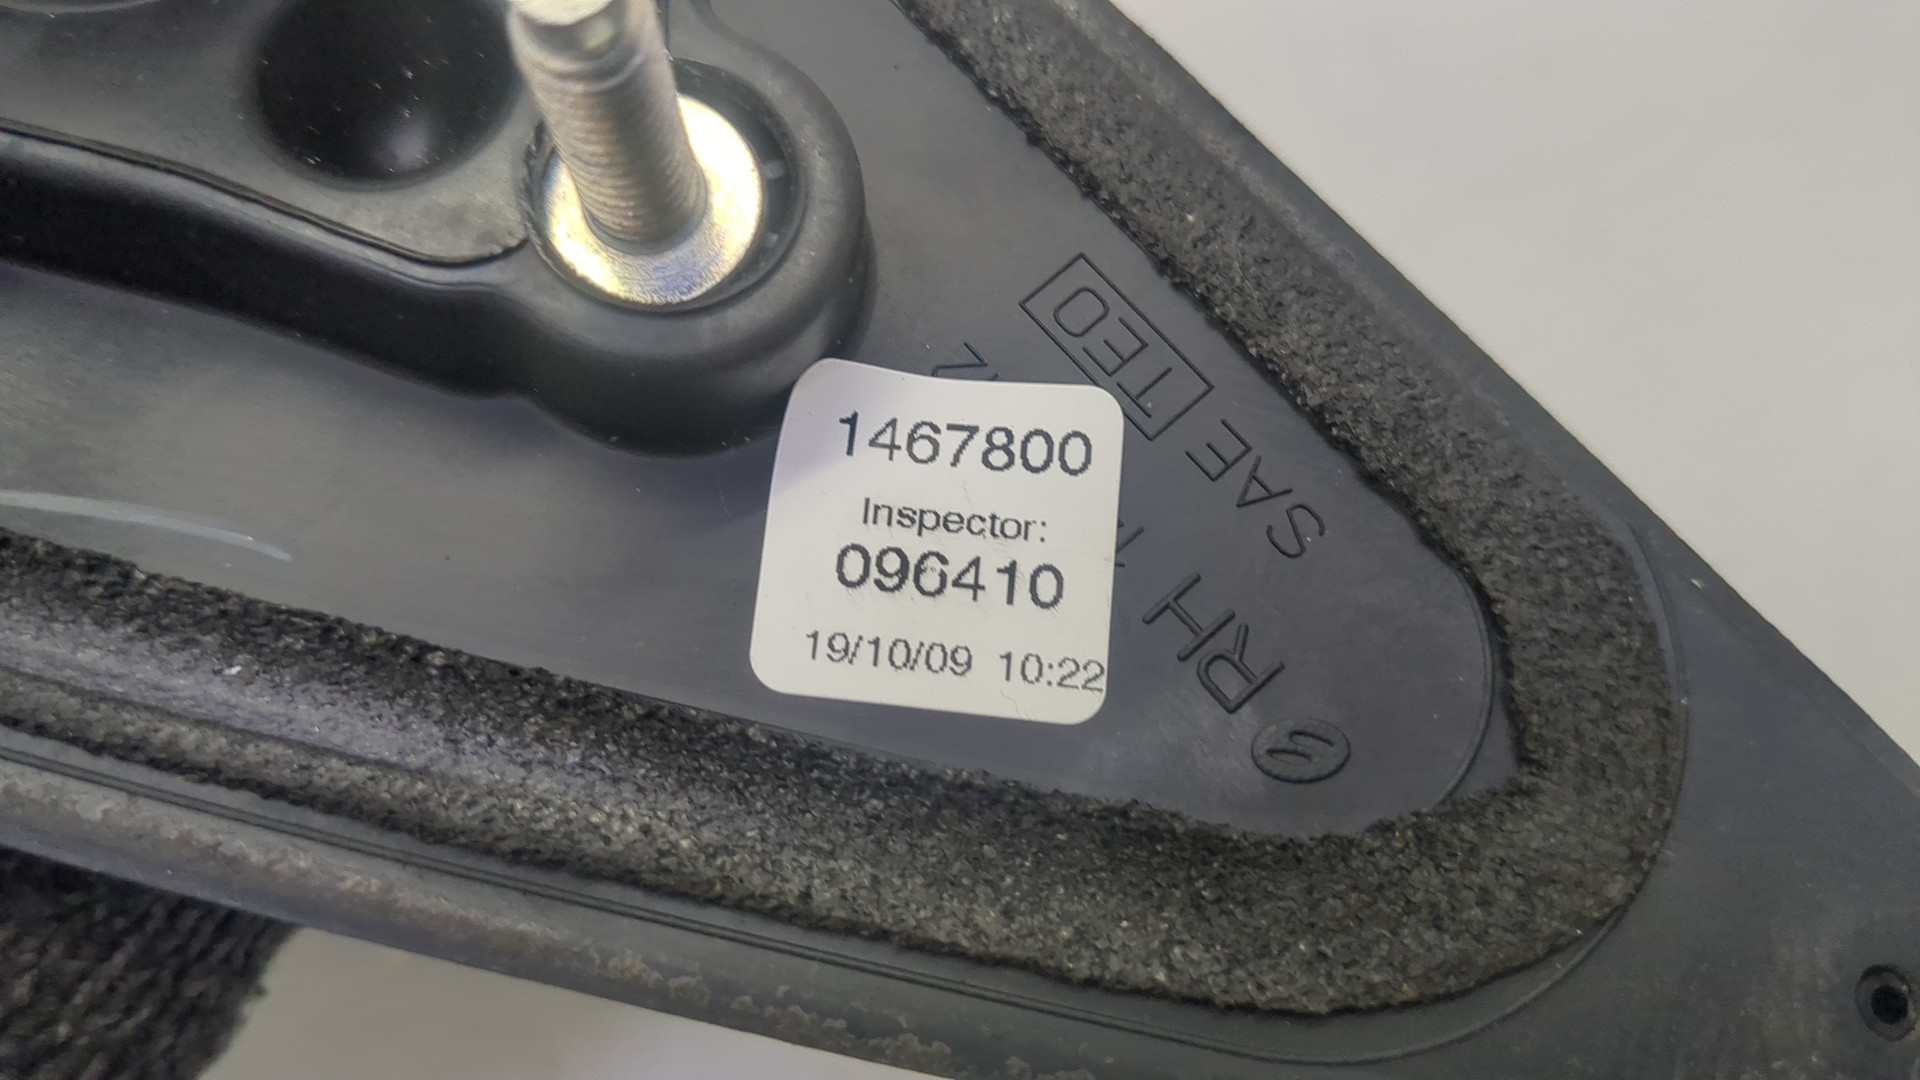 1467800
Inspector:
096410
19/10/09 10:22
TEO
SAE
RH